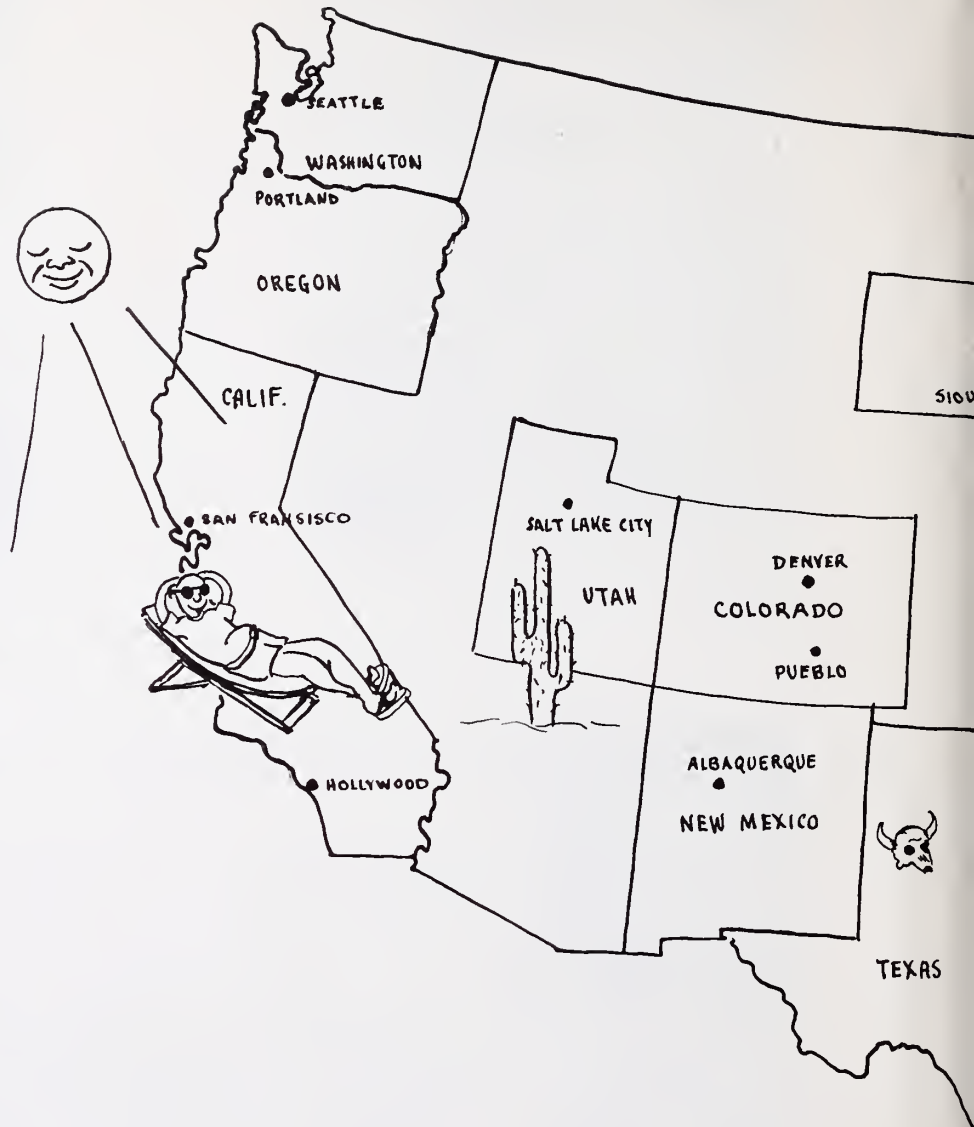 SEATTLE
WASHINGTON
PORTLAND
OREGON
CALIF.
SIOU
SAN FRANSISCO
SALT LAKE CITY
UTAH
DENVER
COLORADO
PUEBLO
ALBAQUERQUE
NEW MEXICO
HOLLYWOOD
TEXAS